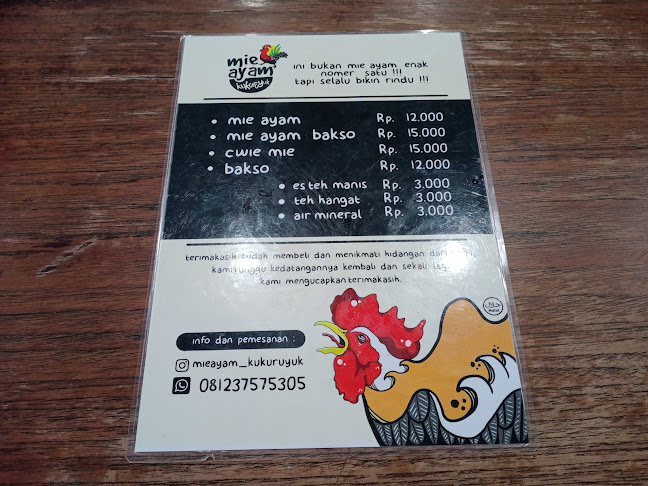 mie ayam
kukuruyuk
ini bukan mie ayam enak
nomer satu !!!
tapi selalu bikin rindu !!!
• mie ayam Rp. 12.000
• mie ayam bakso Rp. 15.000
• cwie mie Rp. 15.000
• bakso Rp. 12.000
• es teh manis Rp. 3.000
• teh hangat Rp. 3.000
• air mineral Rp. 3.000
terimakasih sudah membeli dan menikmati hidangan dari
kami tunggu kedatangannya kembali dan sekali lagi
kami mengucapkan terimakasih.
حلال
Halal
info dan pemesanan :
mieayam_kukuruyuk
081237575305